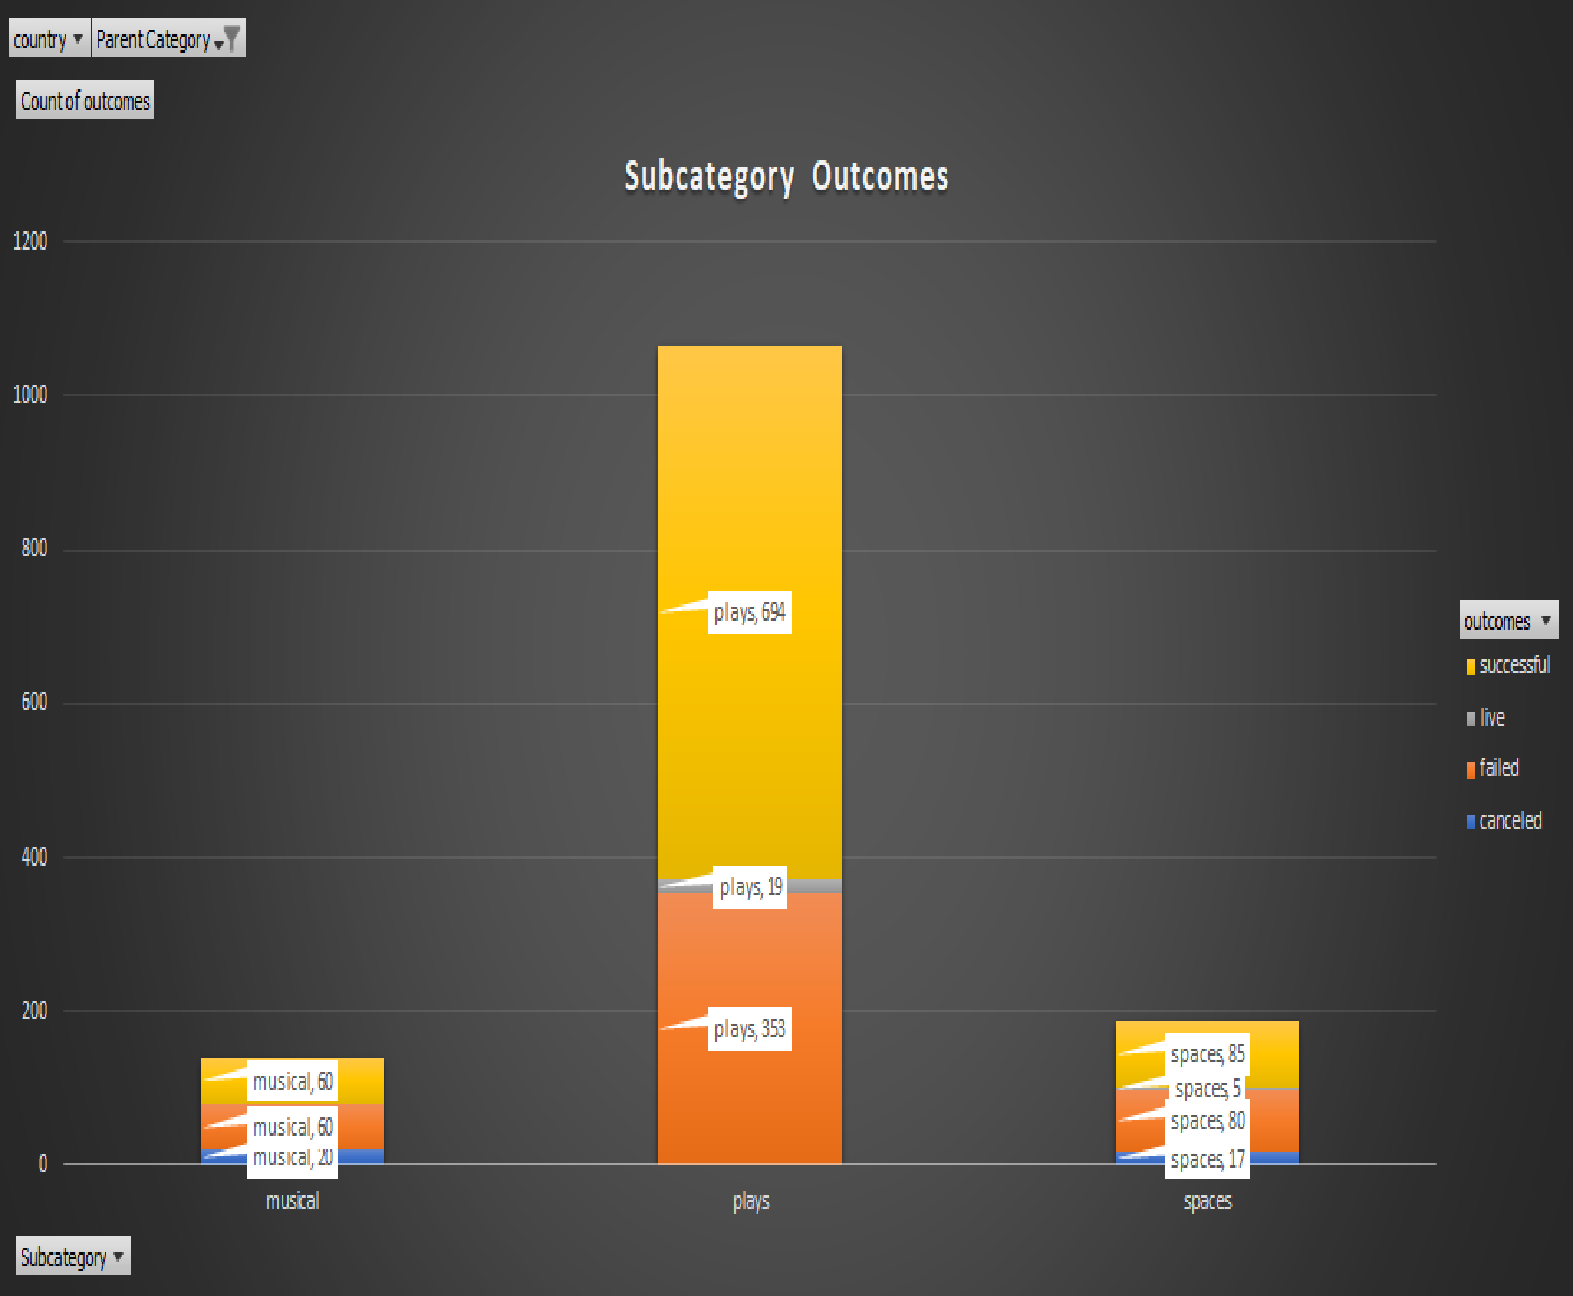 country Parent Category
Count of outcomes
Subcategory Outcomes
1200
1000
800
600
400
200
0
plays, 694
plays, 19
plays, 353
musical, 60
musical, 60
musical, 20
spaces, 85
spaces, 5
spaces, 80
spaces, 17
musical plays spaces
outcomes
successful
live
failed
canceled
Subcategory